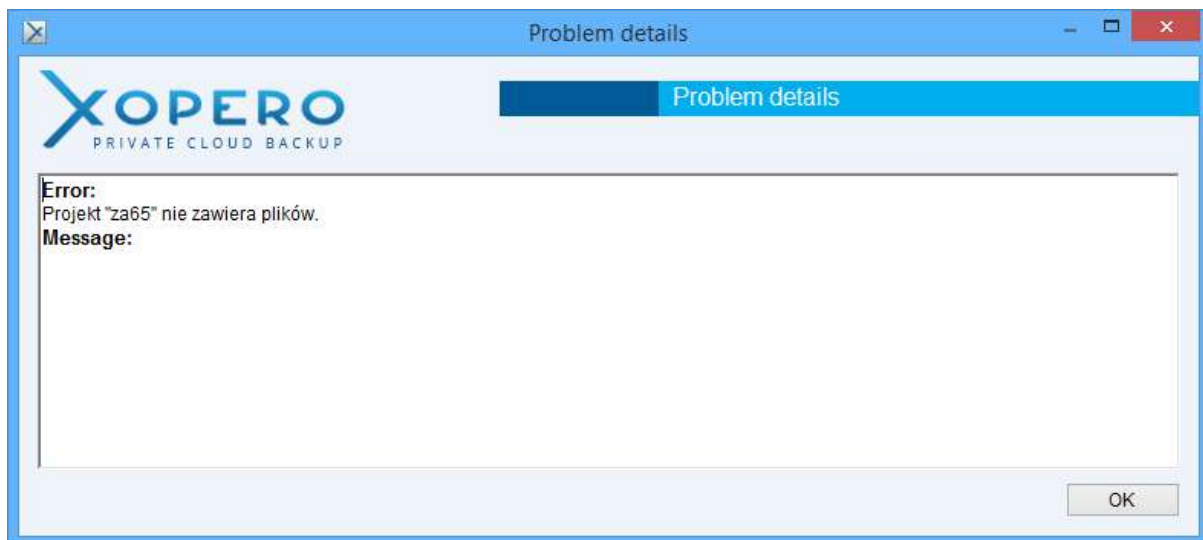 Problem details
XOPERO
PRIVATE CLOUD BACKUP
Problem details
Error:
Projekt "za65" nie zawiera plików.
Message:
OK